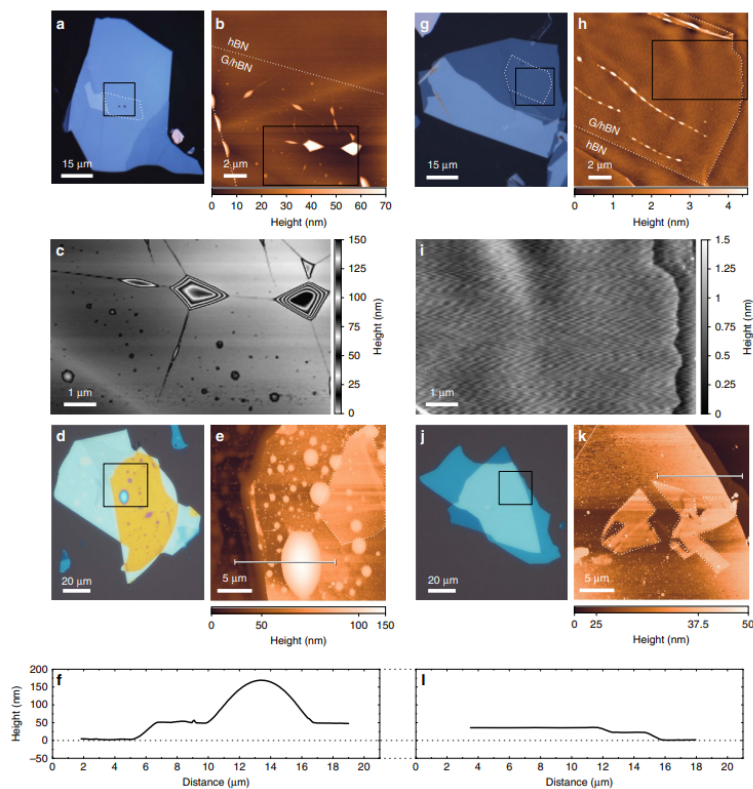 a
15 μm
b
hBN
G/hBN
2 μm
0 10 20 30 40 50 60 70
Height (nm)
g
15 μm
h
G/hBN
hBN
2 μm
0 1 2 3 4
Height (nm)
c
1 μm
150
125
100
75
50
25
0
Height (nm)
i
1 μm
1.5
1.25
1
0.75
0.5
0.25
0
Height (nm)
d
20 μm
e
5 μm
0 50 100 150
Height (nm)
j
20 μm
k
5 μm
0 25 37.5 50
Height (nm)
f
200
150
100
50
0
−50
Height (nm)
0 2 4 6 8 10 12 14 16 18 20
Distance (μm)
l
0 2 4 6 8 10 12 14 16 18 20
Distance (μm)